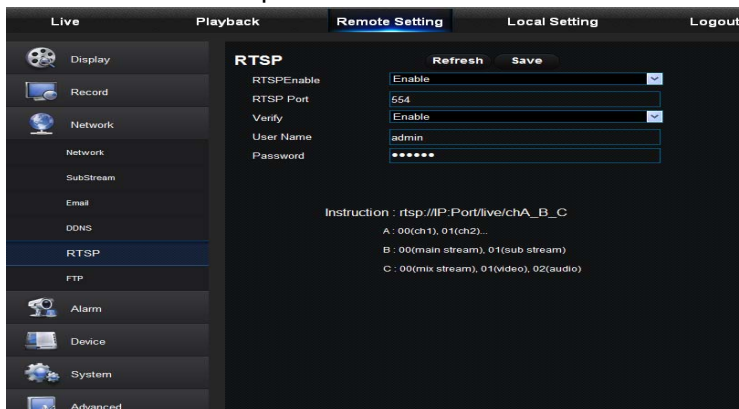 Live Playback Remote Setting Local Setting Logout
Display
Record
Network
Network
SubStream
Email
DDNS
RTSP
FTP
Alarm
Device
System
Advanced
RTSP Refresh Save
RTSPEnable Enable
RTSP Port 554
Verify Enable
User Name admin
Password ••••••
Instruction : rtsp://IP:Port/live/chA_B_C
A : 00(ch1), 01(ch2)...
B : 00(main stream), 01(sub stream)
C : 00(mix stream), 01(video), 02(audio)